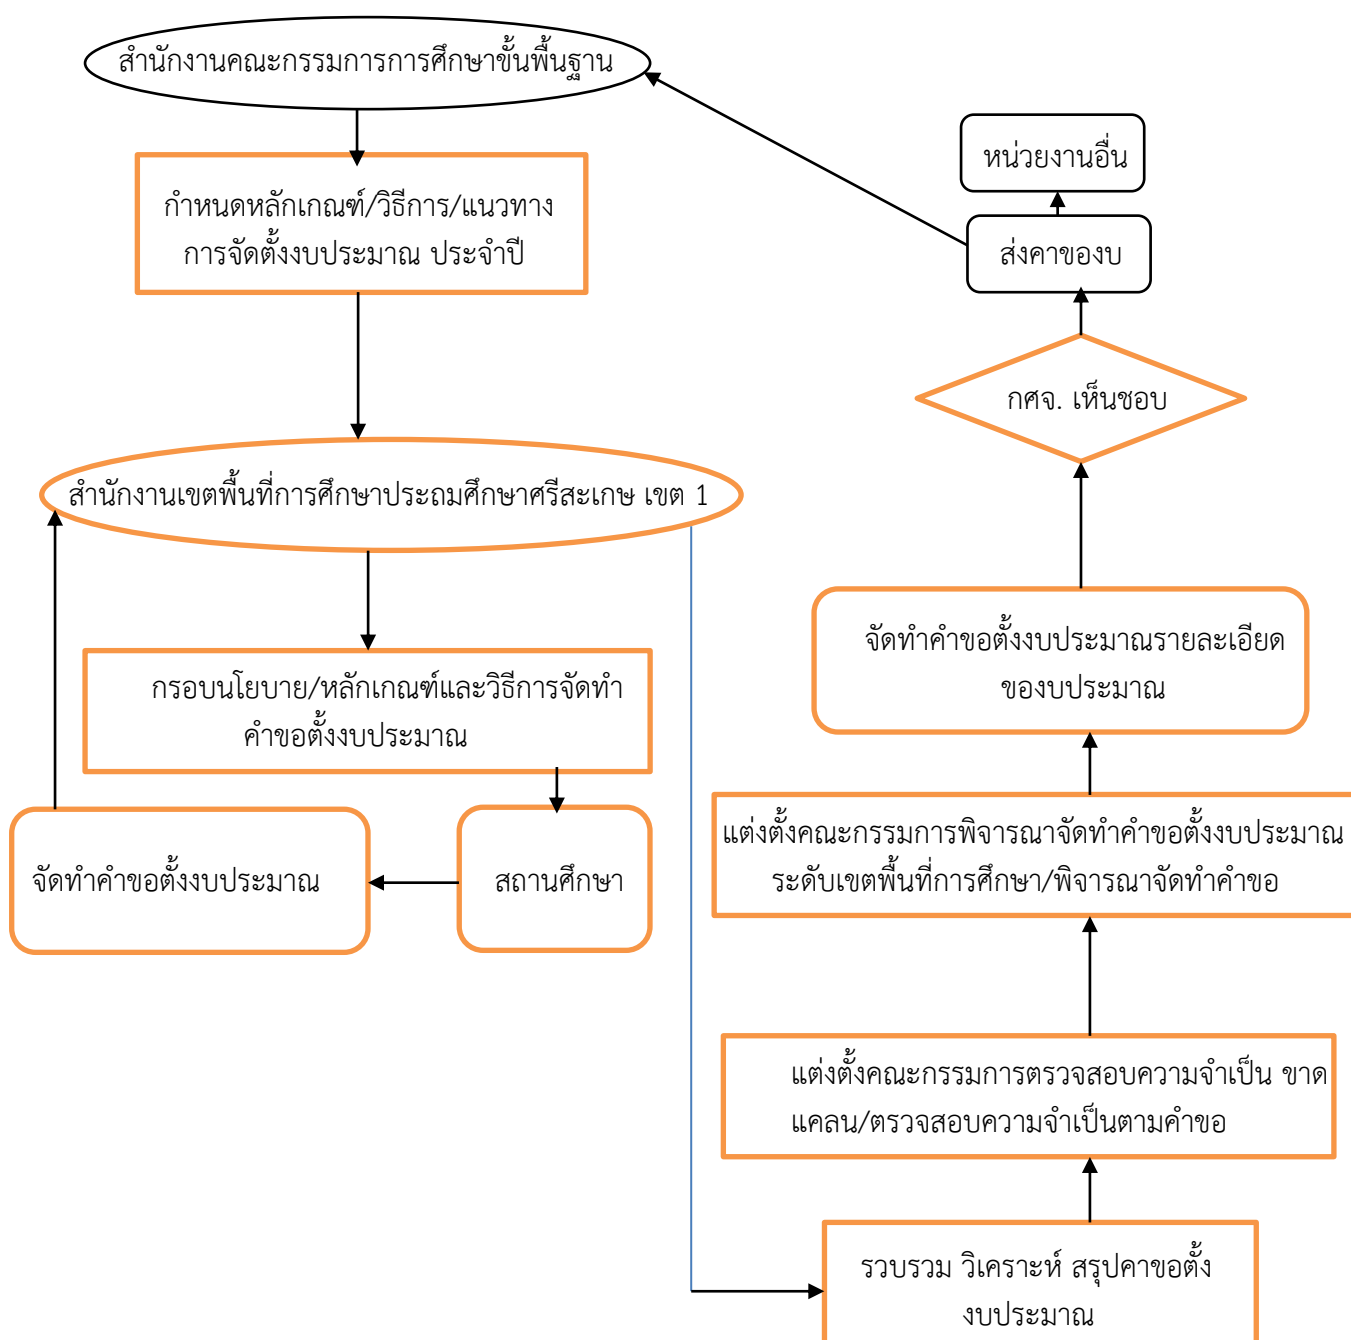 สำนักงานคณะกรรมการการศึกษาขั้นพื้นฐาน
หน่วยงานอื่น
กำหนดหลักเกณฑ์/วิธีการ/แนวทาง
การจัดตั้งงบประมาณ ประจำปี
ส่งคาของบ
กศจ. เห็นชอบ
สำนักงานเขตพื้นที่การศึกษาประถมศึกษาศรีสะเกษ เขต 1
กรอบนโยบาย/หลักเกณฑ์และวิธีการจัดทำ
คำขอตั้งงบประมาณ
สถานศึกษา
จัดทำคำขอตั้งงบประมาณ
จัดทำคำขอตั้งงบประมาณรายละเอียด
ของบประมาณ
แต่งตั้งคณะกรรมการพิจารณาจัดทำคำขอตั้งงบประมาณ
ระดับเขตพื้นที่การศึกษา/พิจารณาจัดทำคำขอ
แต่งตั้งคณะกรรมการตรวจสอบความจำเป็น ขาด
แคลน/ตรวจสอบความจำเป็นตามคำขอ
รวบรวม วิเคราะห์ สรุปคาขอตั้ง
งบประมาณ